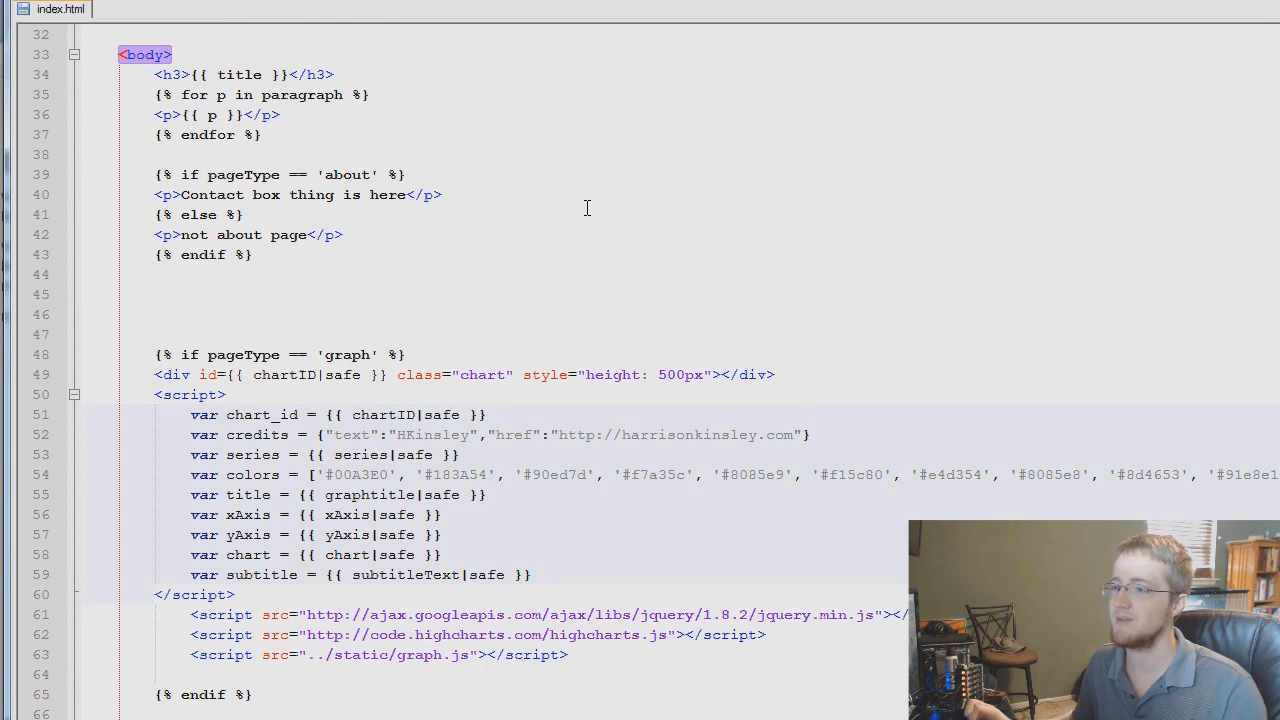 index.html
32
33 <body>
34 <h3>{{ title }}</h3>
35 {% for p in paragraph %}
36 <p>{{ p }}</p>
37 {% endfor %}
38
39 {% if pageType == 'about' %}
40 <p>Contact box thing is here</p>
41 {% else %}
42 <p>not about page</p>
43 {% endif %}
44
45
46
47
48 {% if pageType == 'graph' %}
49 <div id={{ chartID|safe }} class="chart" style="height: 500px"></div>
50 <script>
51 var chart_id = {{ chartID|safe }}
52 var credits = {"text":"HKinsley","href":"http://harrisonkinsley.com"}
53 var series = {{ series|safe }}
54 var colors = ['#00A3E0', '#183A54', '#90ed7d', '#f7a35c', '#8085e9', '#f15c80', '#e4d354', '#8085e8', '#8d4653', '#91e8e1
55 var title = {{ graphtitle|safe }}
56 var xAxis = {{ xAxis|safe }}
57 var yAxis = {{ yAxis|safe }}
58 var chart = {{ chart|safe }}
59 var subtitle = {{ subtitleText|safe }}
60 </script>
61 <script src="http://ajax.googleapis.com/ajax/libs/jquery/1.8.2/jquery.min.js"></
62 <script src="http://code.highcharts.com/highcharts.js"></script>
63 <script src="../static/graph.js"></script>
64
65 {% endif %}
66